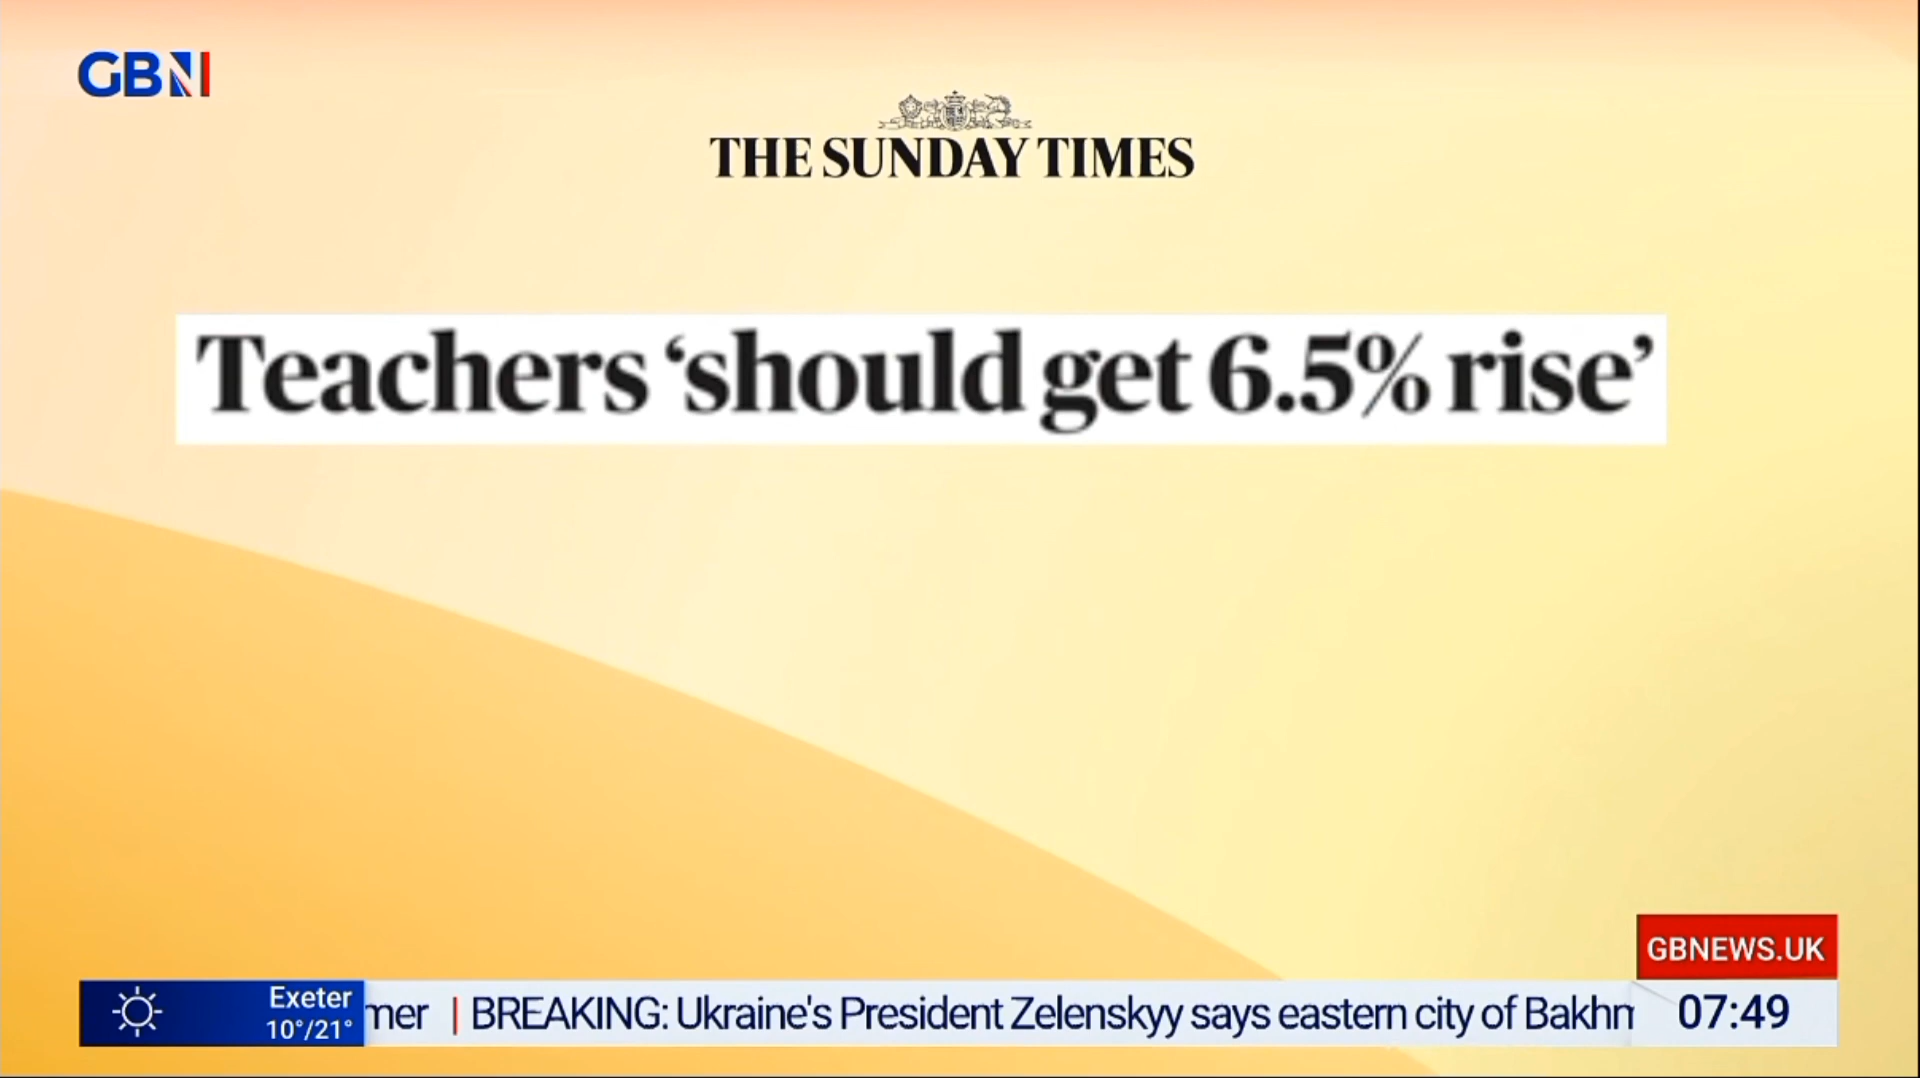 GBN
THE SUNDAY TIMES
Teachers ‘should get 6.5% rise’
GBNEWS.UK
Exeter
10°/21°
mer | BREAKING: Ukraine's President Zelenskyy says eastern city of Bakhm
07:49